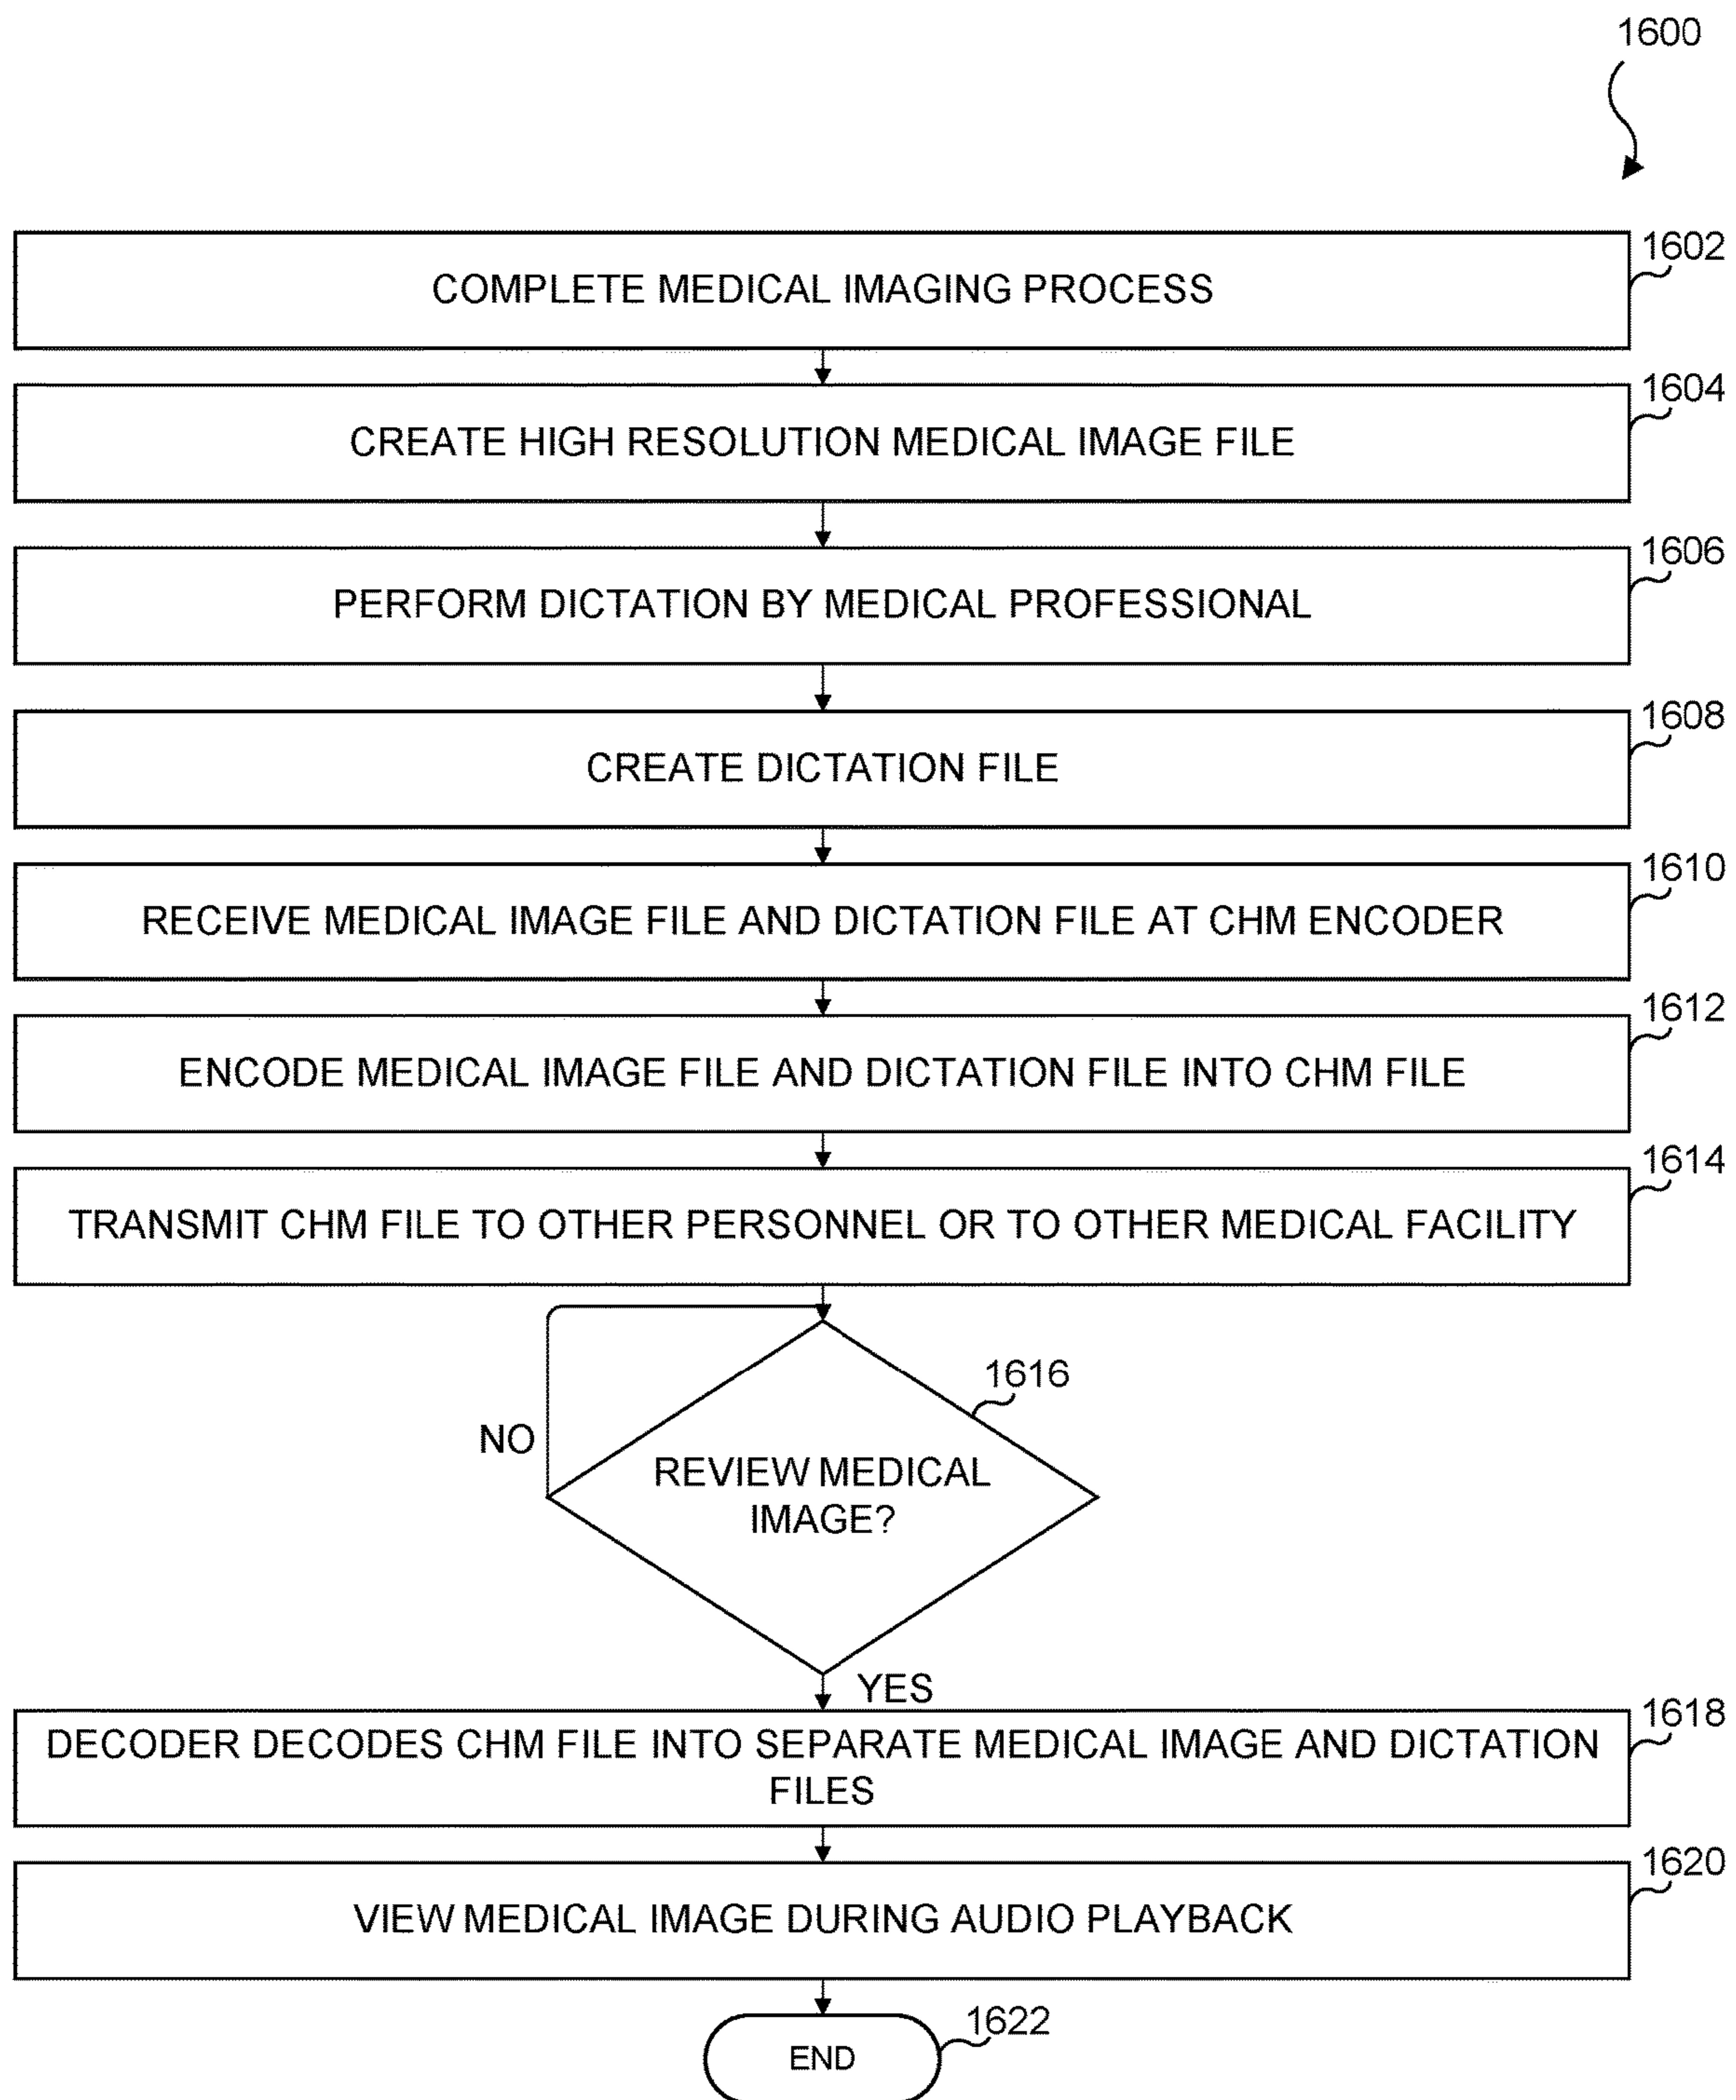 1600
1602
COMPLETE MEDICAL IMAGING PROCESS
1604
CREATE HIGH RESOLUTION MEDICAL IMAGE FILE
1606
PERFORM DICTATION BY MEDICAL PROFESSIONAL
1608
CREATE DICTATION FILE
1610
RECEIVE MEDICAL IMAGE FILE AND DICTATION FILE AT CHM ENCODER
1612
ENCODE MEDICAL IMAGE FILE AND DICTATION FILE INTO CHM FILE
1614
TRANSMIT CHM FILE TO OTHER PERSONNEL OR TO OTHER MEDICAL FACILITY
1616
NO
REVIEW MEDICAL
IMAGE?
YES
1618
DECODER DECODES CHM FILE INTO SEPARATE MEDICAL IMAGE AND DICTATION
FILES
1620
VIEW MEDICAL IMAGE DURING AUDIO PLAYBACK
1622
END